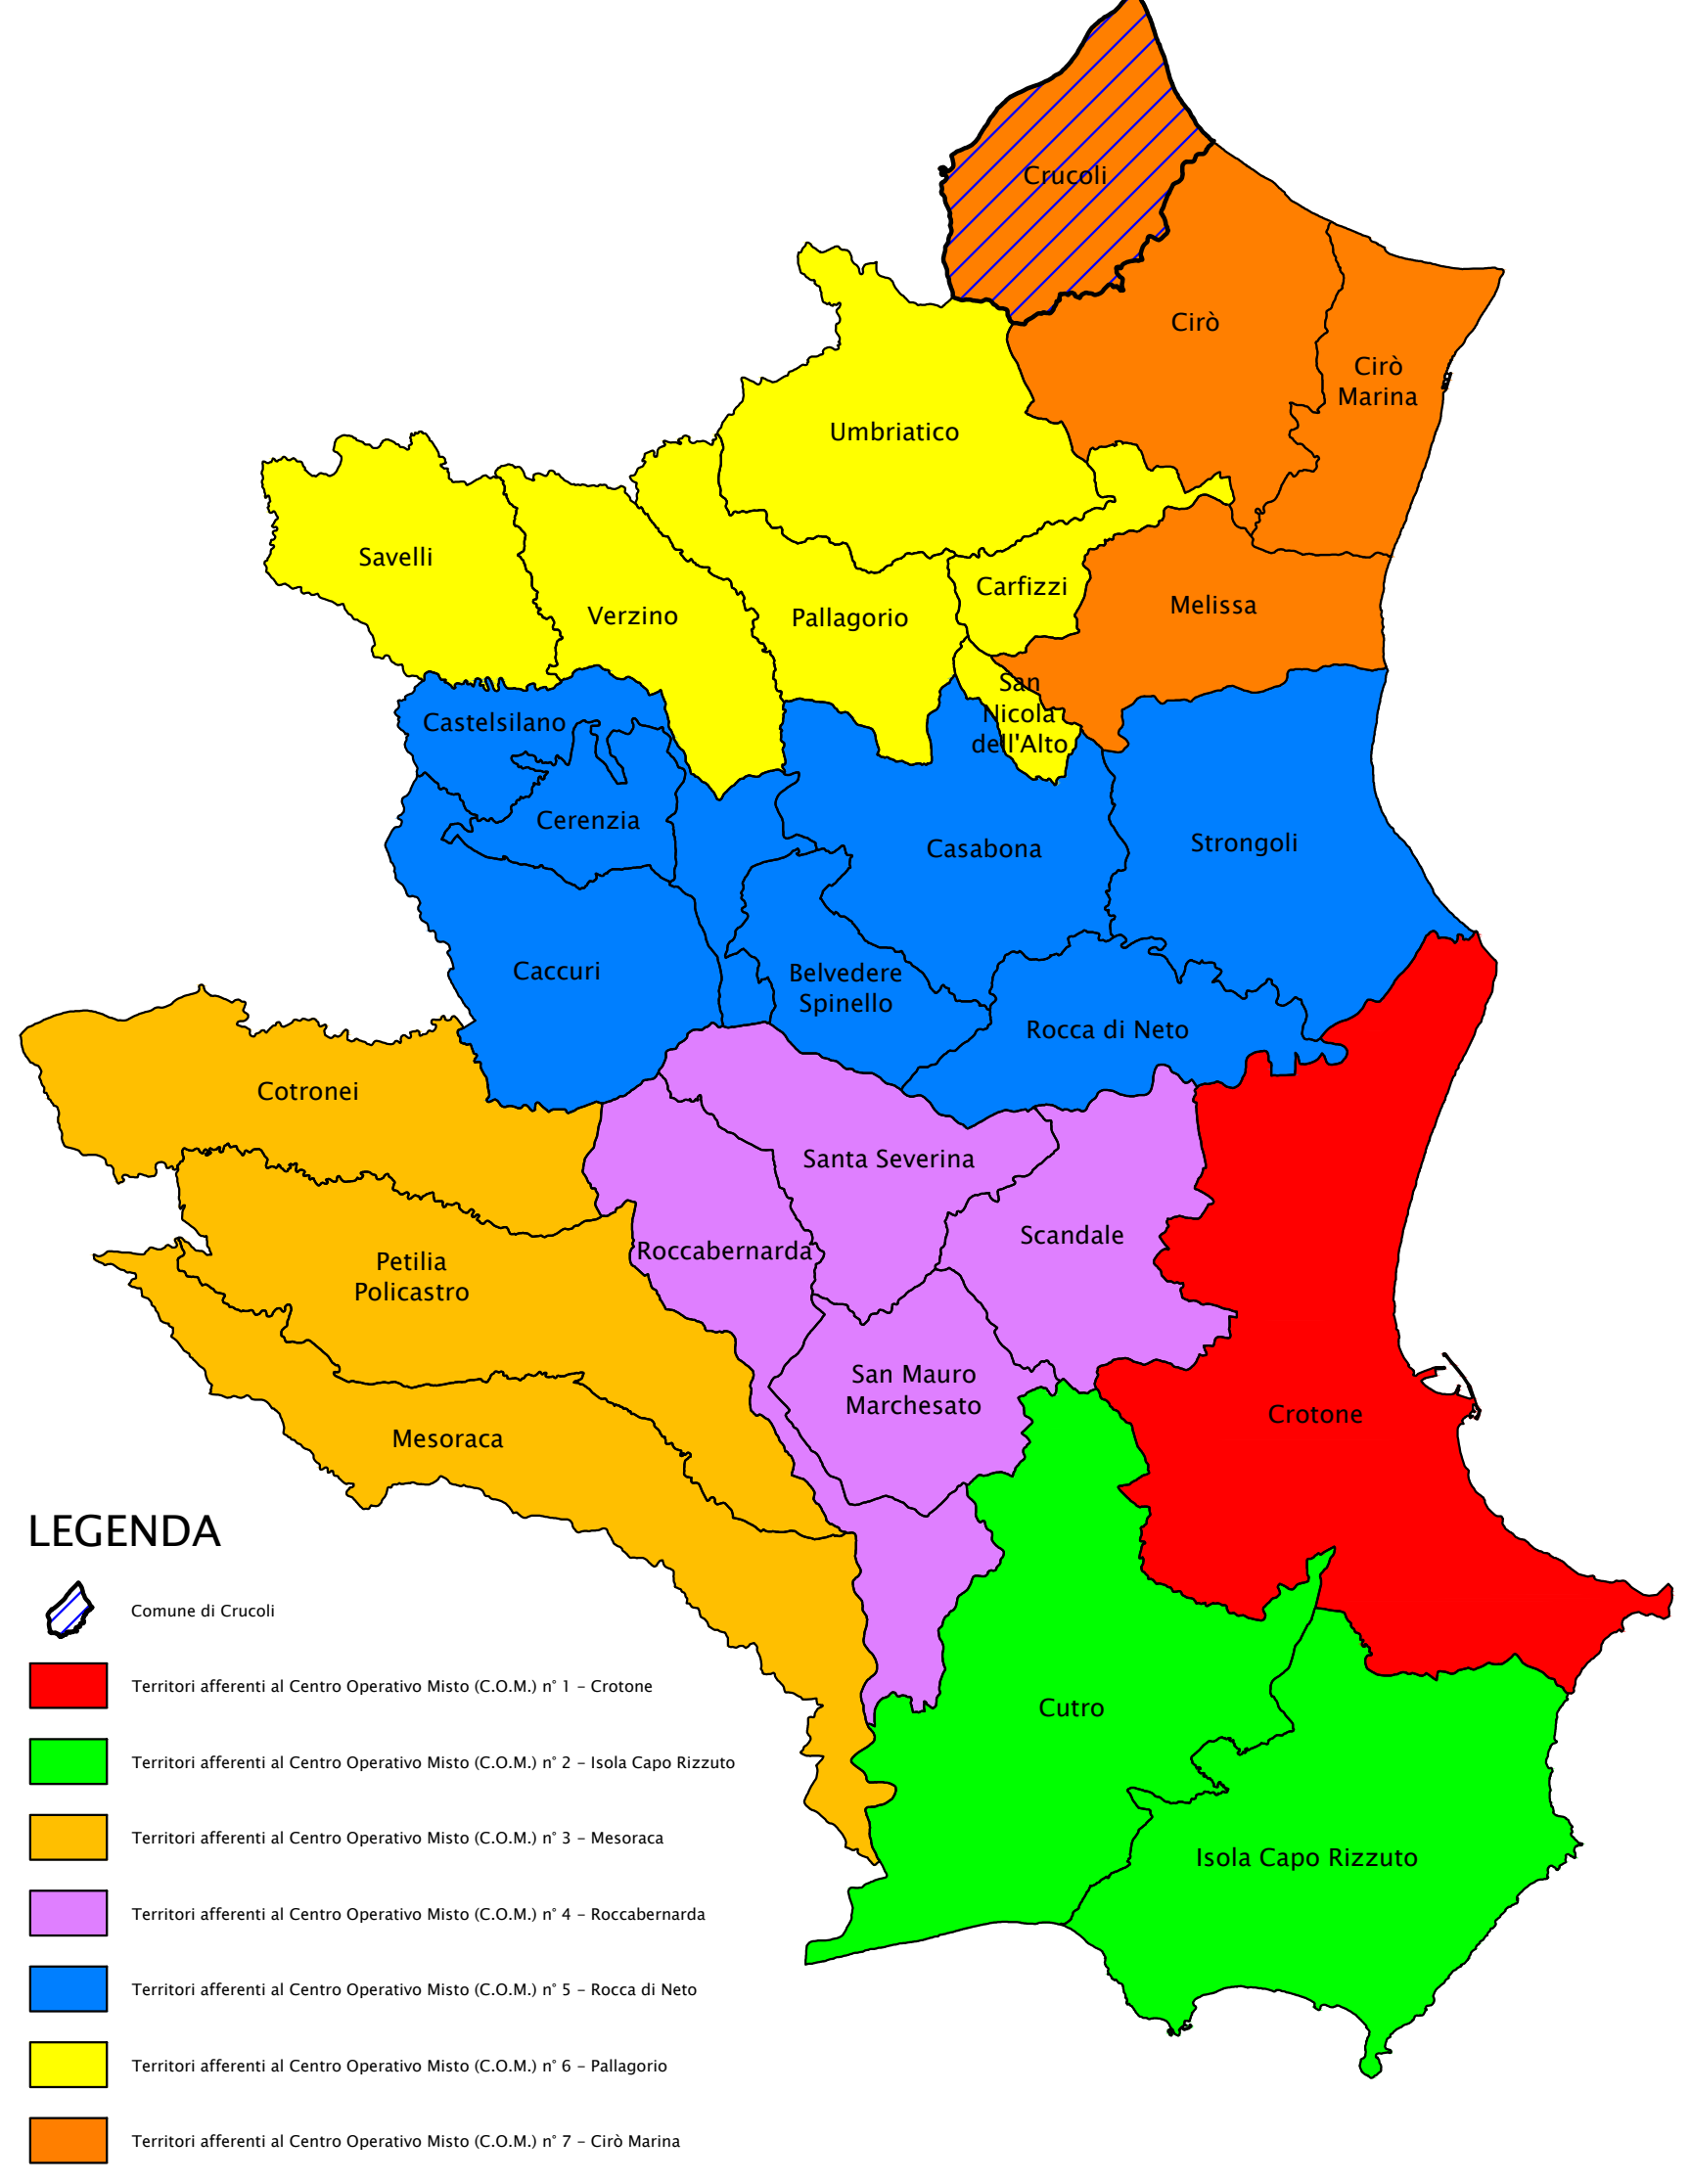 Crucoli
Cirò
Cirò
Marina
Umbriatico
Savelli
Carfizzi
Melissa
Verzino
Pallagorio
San
Nicola
dell'Alto
Castelsilano
Cerenzia
Casabona
Strongoli
Caccuri
Belvedere
Spinello
Rocca di Neto
Cotronei
Santa Severina
Scandale
Roccabernarda
Petilia
Policastro
San Mauro
Marchesato
Crotone
Mesoraca
Cutro
Isola Capo Rizzuto
LEGENDA
Comune di Crucoli
Territori afferenti al Centro Operativo Misto (C.O.M.) n° 1 - Crotone
Territori afferenti al Centro Operativo Misto (C.O.M.) n° 2 - Isola Capo Rizzuto
Territori afferenti al Centro Operativo Misto (C.O.M.) n° 3 - Mesoraca
Territori afferenti al Centro Operativo Misto (C.O.M.) n° 4 - Roccabernarda
Territori afferenti al Centro Operativo Misto (C.O.M.) n° 5 - Rocca di Neto
Territori afferenti al Centro Operativo Misto (C.O.M.) n° 6 - Pallagorio
Territori afferenti al Centro Operativo Misto (C.O.M.) n° 7 - Cirò Marina